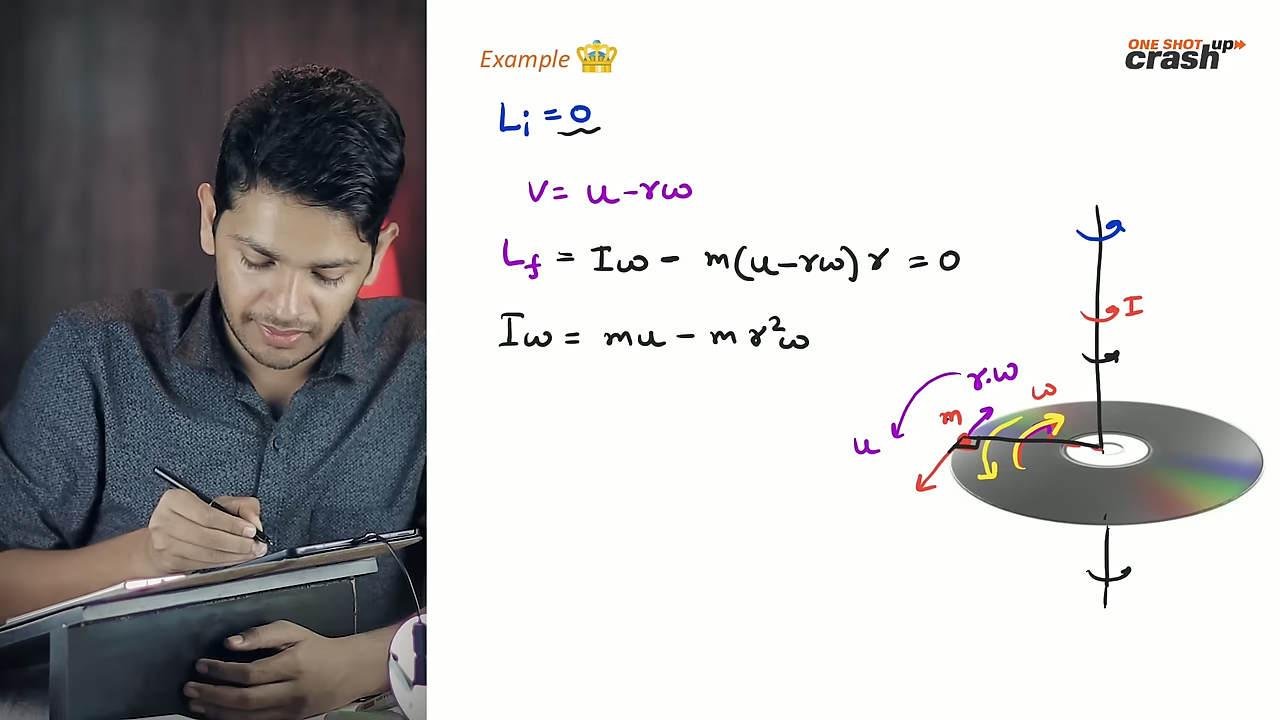 Example
ONE SHOT up
crash
Li = 0
v = u - rω
Lf = Iω - m(u - rω) r = 0
Iω = mu - mr²ω
I
r.ω
ω
m
u